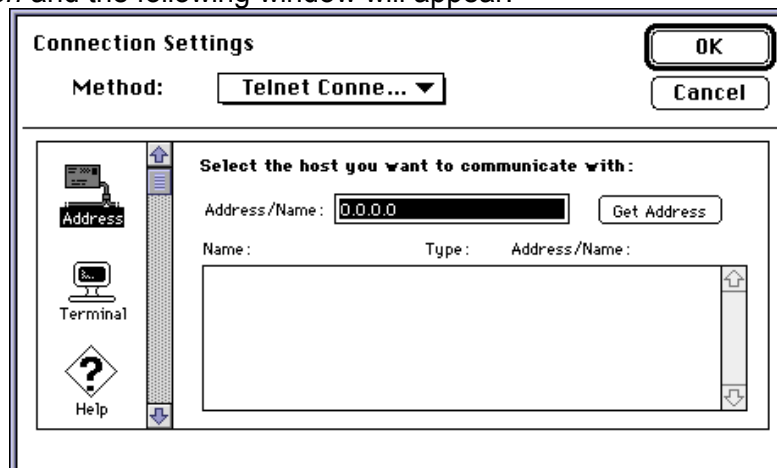 and the following window will appear:
Connection Settings
OK
Method:
Telnet Conne...
Cancel
Select the host you want to communicate with:
Address
Address/Name:
0.0.0.0
Get Address
Name:
Type:
Address/Name:
Terminal
?
Help